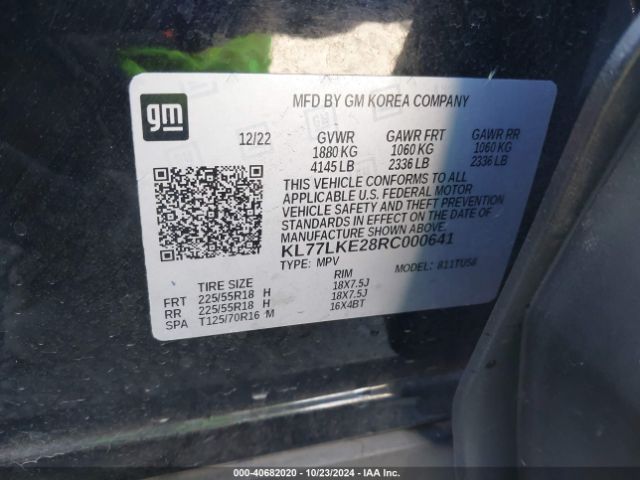 gm
MFD BY GM KOREA COMPANY
12/22 GVWR GAWR FRT GAWR RR
1880 KG 1060 KG 1060 KG
4145 LB 2336 LB 2336 LB
THIS VEHICLE CONFORMS TO ALL
APPLICABLE U.S. FEDERAL MOTOR
VEHICLE SAFETY AND THEFT PREVENTION
STANDARDS IN EFFECT ON THE DATE OF
MANUFACTURE SHOWN ABOVE.
KL77LKE28RC000641
TYPE: MPV MODEL: 811TU58
TIRE SIZE RIM
FRT 225/55R18 H 18X7.5J
RR 225/55R18 H 18X7.5J
SPA T125/70R16 M 16X4BT
000-40682020 - 10/23/2024 - IAA Inc.